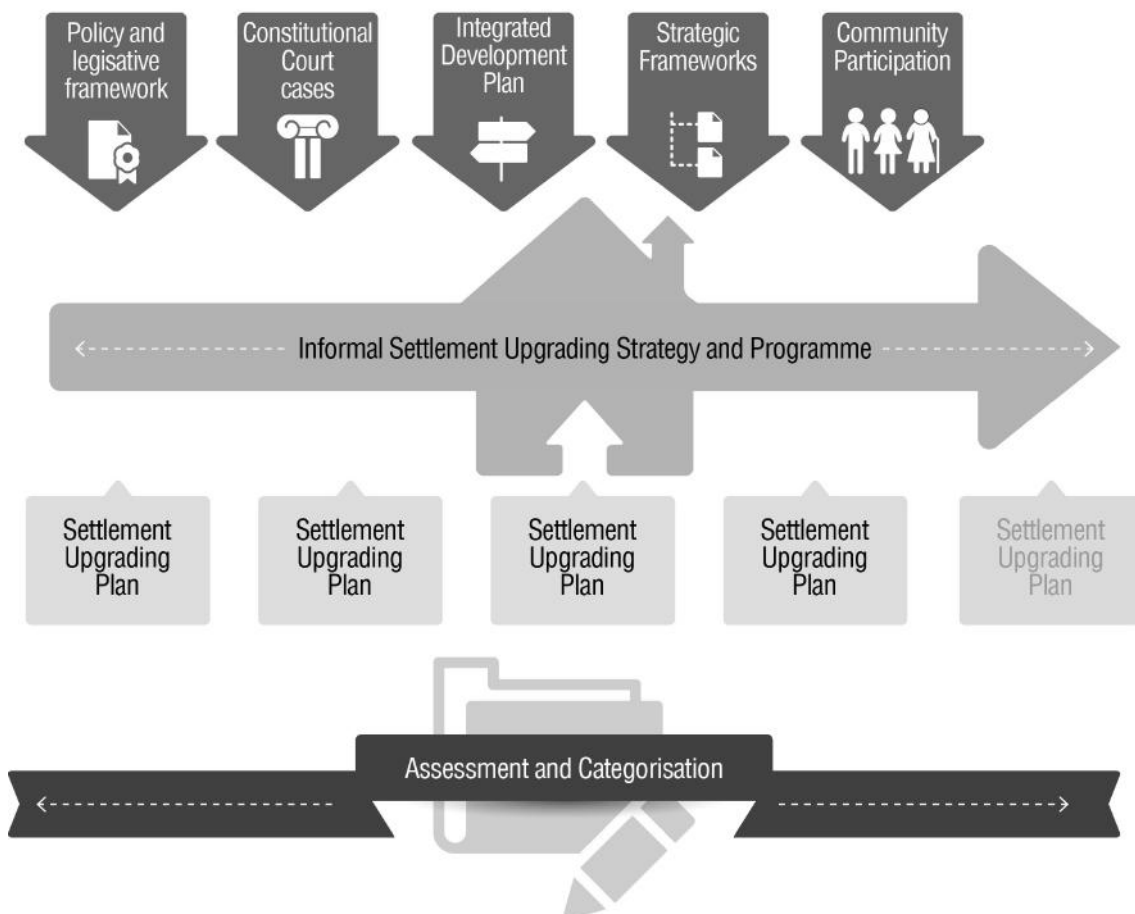 Policy and
legisative
framework
Constitutional
Court
cases
Integrated
Development
Plan
Strategic
Frameworks
Community
Participation
Informal Settlement Upgrading Strategy and Programme
Settlement
Upgrading
Plan
Settlement
Upgrading
Plan
Settlement
Upgrading
Plan
Settlement
Upgrading
Plan
Settlement
Upgrading
Plan
Assessment and Categorisation